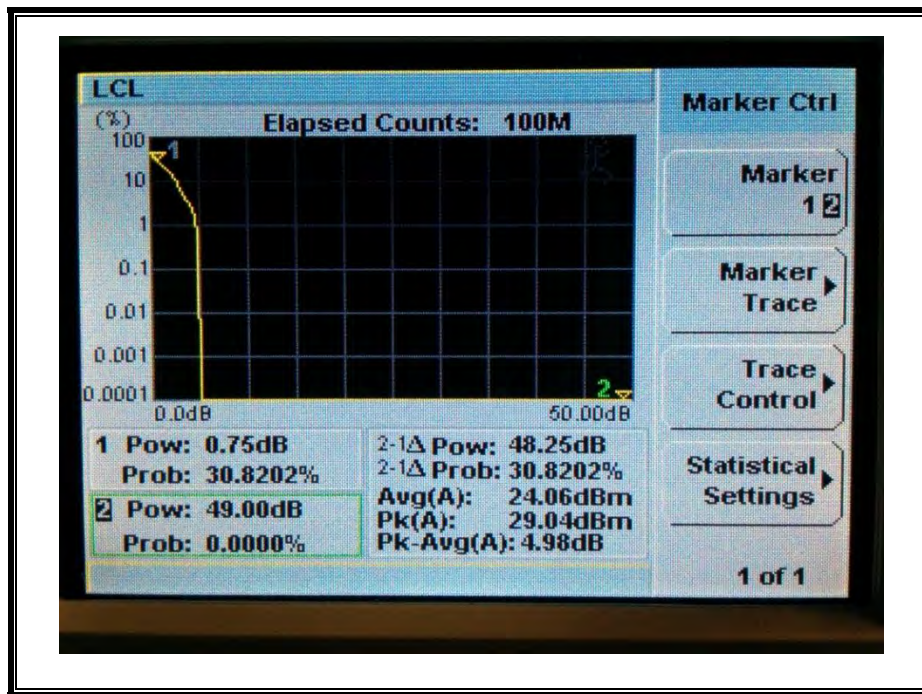 LCL
(%)
Elapsed Counts: 100M
100
10
1
0.1
0.01
0.001
0.0001
1
2
0.0dB
50.00dB
1 Pow: 0.75dB
Prob: 30.8202%
2 Pow: 49.00dB
Prob: 0.0000%
2-1Δ Pow: 48.25dB
2-1Δ Prob: 30.8202%
Avg(A): 24.06dBm
Pk(A): 29.04dBm
Pk-Avg(A): 4.98dB
Marker Ctrl
Marker
1 2
Marker
Trace
Trace
Control
Statistical
Settings
1 of 1